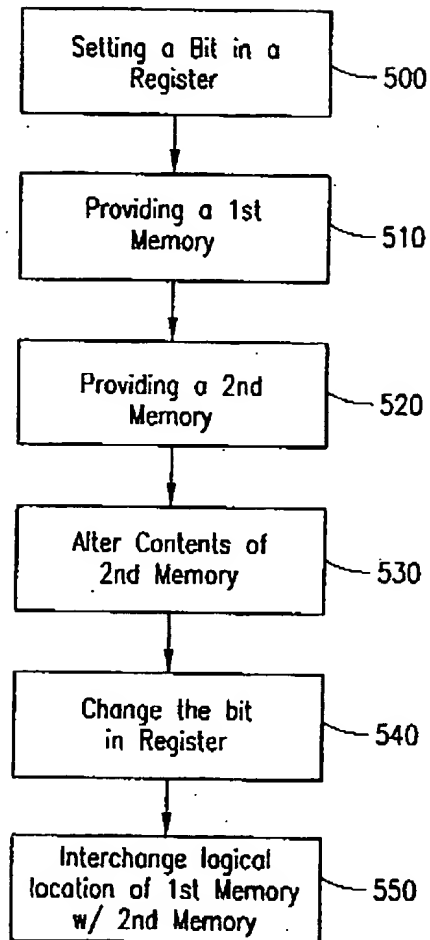 Setting a Bit in a
Register
500
Providing a 1st
Memory
510
Providing a 2nd
Memory
520
Alter Contents of
2nd Memory
530
Change the bit
in Register
540
Interchange logical
location of 1st Memory
w/ 2nd Memory
550